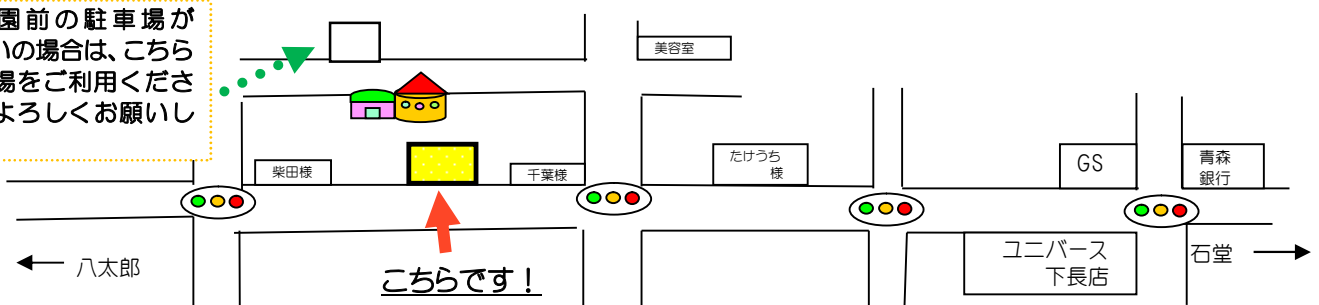 園前の駐車場が
いの場合は、こちら
場をご利用くださ
よろしくお願いし
美容室
柴田様
千葉様
たけうち
様
GS
青森
銀行
八太郎
こちらです！
ユニバース
下長店
石堂